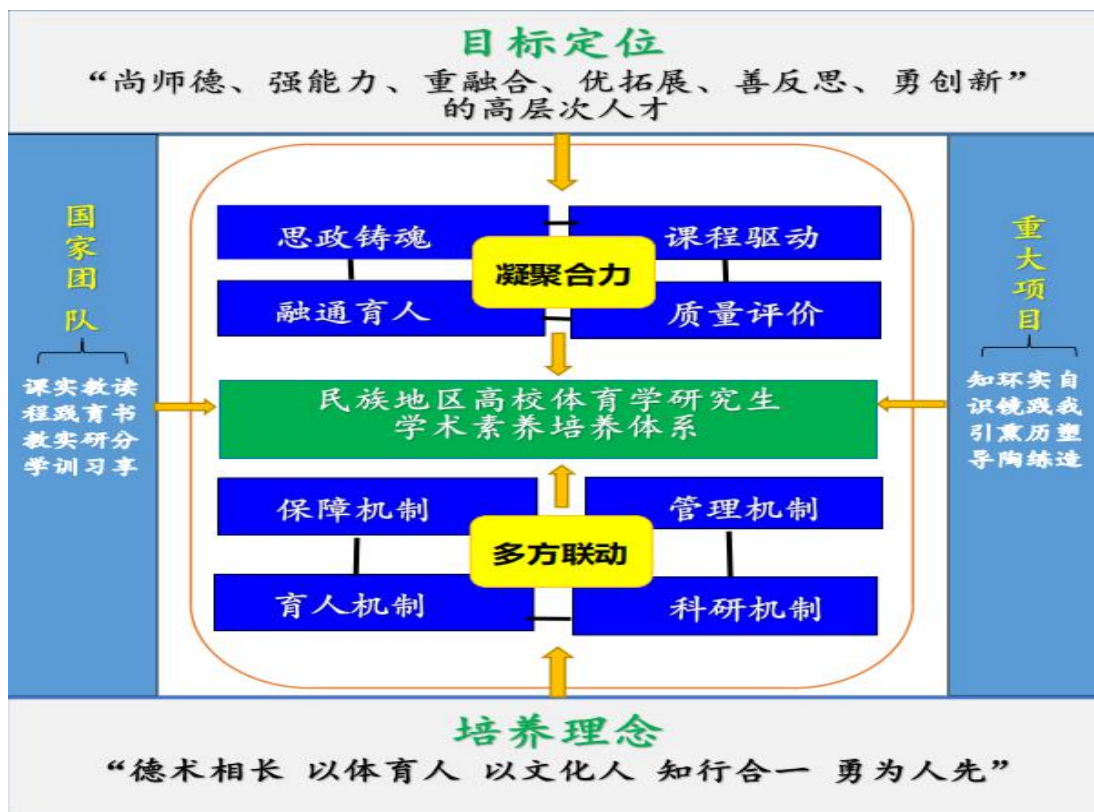 目标定位
“尚师德、强能力、重融合、优拓展、善反思、勇创新”
的高层次人才
国家团队
课程教学
实践实训
教育研习
读书分享
思政铸魂
课程驱动
凝聚合力
融通育人
质量评价
民族地区高校体育学研究生
学术素养培养体系
保障机制
管理机制
多方联动
育人机制
科研机制
重大项目
知识引导
环境熏陶
实践历练
自我塑造
培养理念
“德术相长 以体育人 以文化人 知行合一 勇为人先”